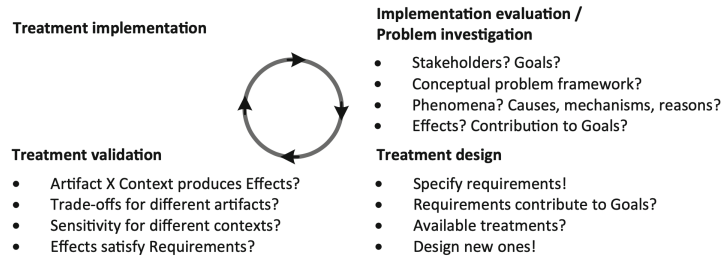 Treatment implementation
Implementation evaluation /
Problem investigation
• Stakeholders? Goals?
• Conceptual problem framework?
• Phenomena? Causes, mechanisms, reasons?
• Effects? Contribution to Goals?
Treatment validation
• Artifact X Context produces Effects?
• Trade-offs for different artifacts?
• Sensitivity for different contexts?
• Effects satisfy Requirements?
Treatment design
• Specify requirements!
• Requirements contribute to Goals?
• Available treatments?
• Design new ones!